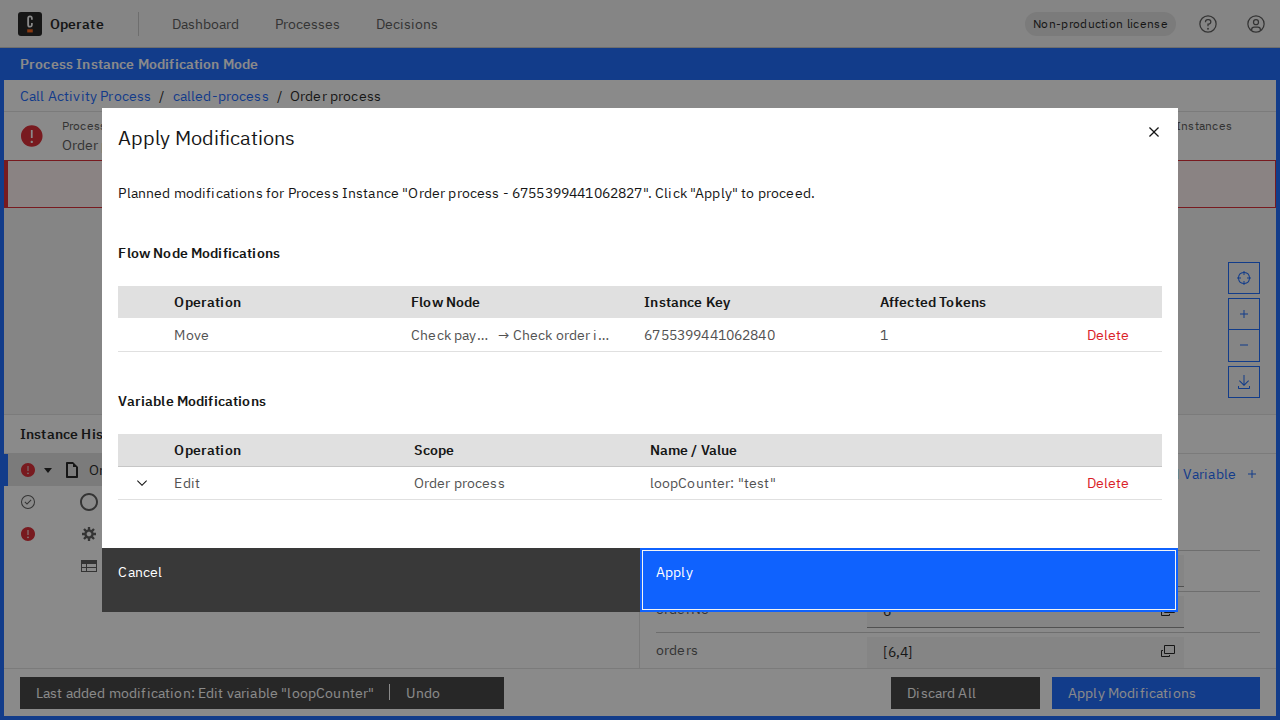 Operate
Dashboard
Processes
Decisions
Non-production license
Process Instance Modification Mode
Call Activity Process / called-process / Order process
Process
Order
Instances
Apply Modifications
Planned modifications for Process Instance "Order process - 6755399441062827". Click "Apply" to proceed.
Flow Node Modifications
Operation Flow Node Instance Key Affected Tokens
Move Check pay... → Check order i... 6755399441062840 1 Delete
Variable Modifications
Operation Scope Name / Value
Edit Order process loopCounter: "test" Delete
Cancel
Apply
Instance His
Or
Variable +
orders [6,4]
Last added modification: Edit variable "loopCounter" Undo
Discard All
Apply Modifications